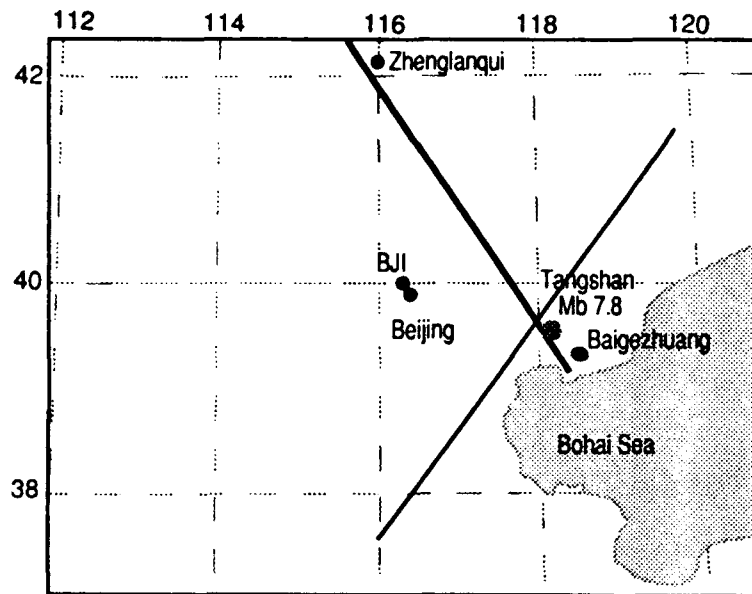 112 114 116 118 120
42
Zhenglanqui
40
BJI
Tangshan
Mb 7.8
Beijing
Baigezhuang
Bohai Sea
38